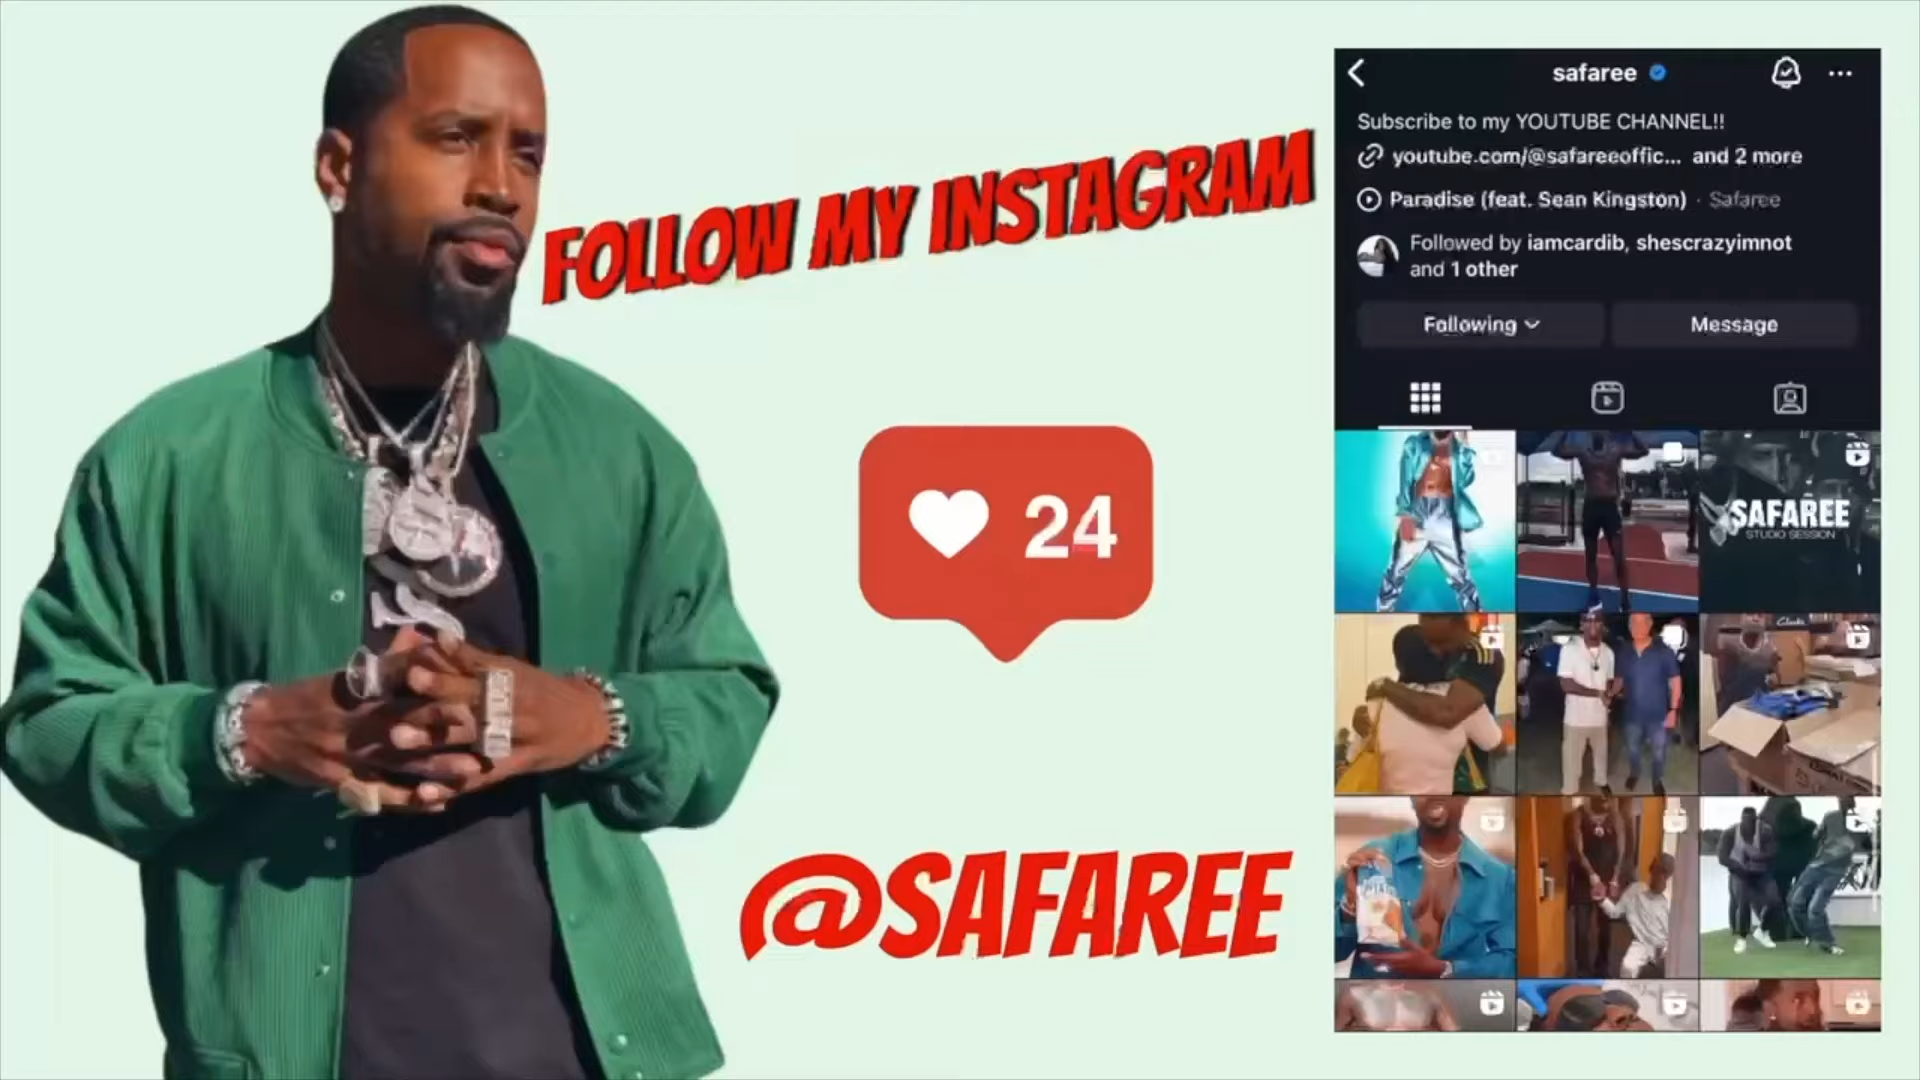 FOLLOW MY INSTAGRAM
24
@SAFAREE
safaree
Subscribe to my YOUTUBE CHANNEL!!
youtube.com/@safareeoffic... and 2 more
Paradise (feat. Sean Kingston) · Safaree
Followed by iamcardib, shescrazyimnot
and 1 other
Following
Message
SAFAREE
STUDIO SESSION
Clarks